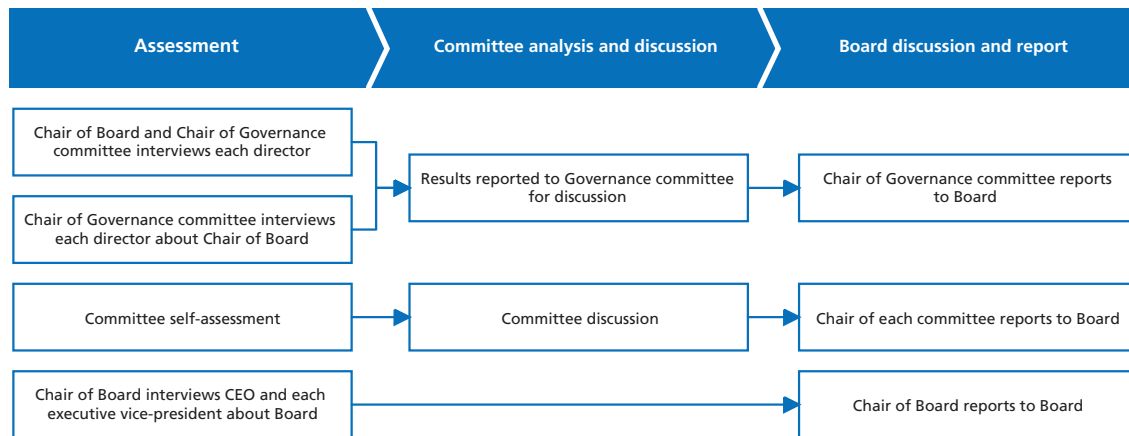 Assessment
Committee analysis and discussion
Board discussion and report
Chair of Board and Chair of Governance
committee interviews each director
Results reported to Governance committee
for discussion
Chair of Governance committee reports
to Board
Chair of Governance committee interviews
each director about Chair of Board
Committee self-assessment
Committee discussion
Chair of each committee reports to Board
Chair of Board interviews CEO and each
executive vice-president about Board
Chair of Board reports to Board